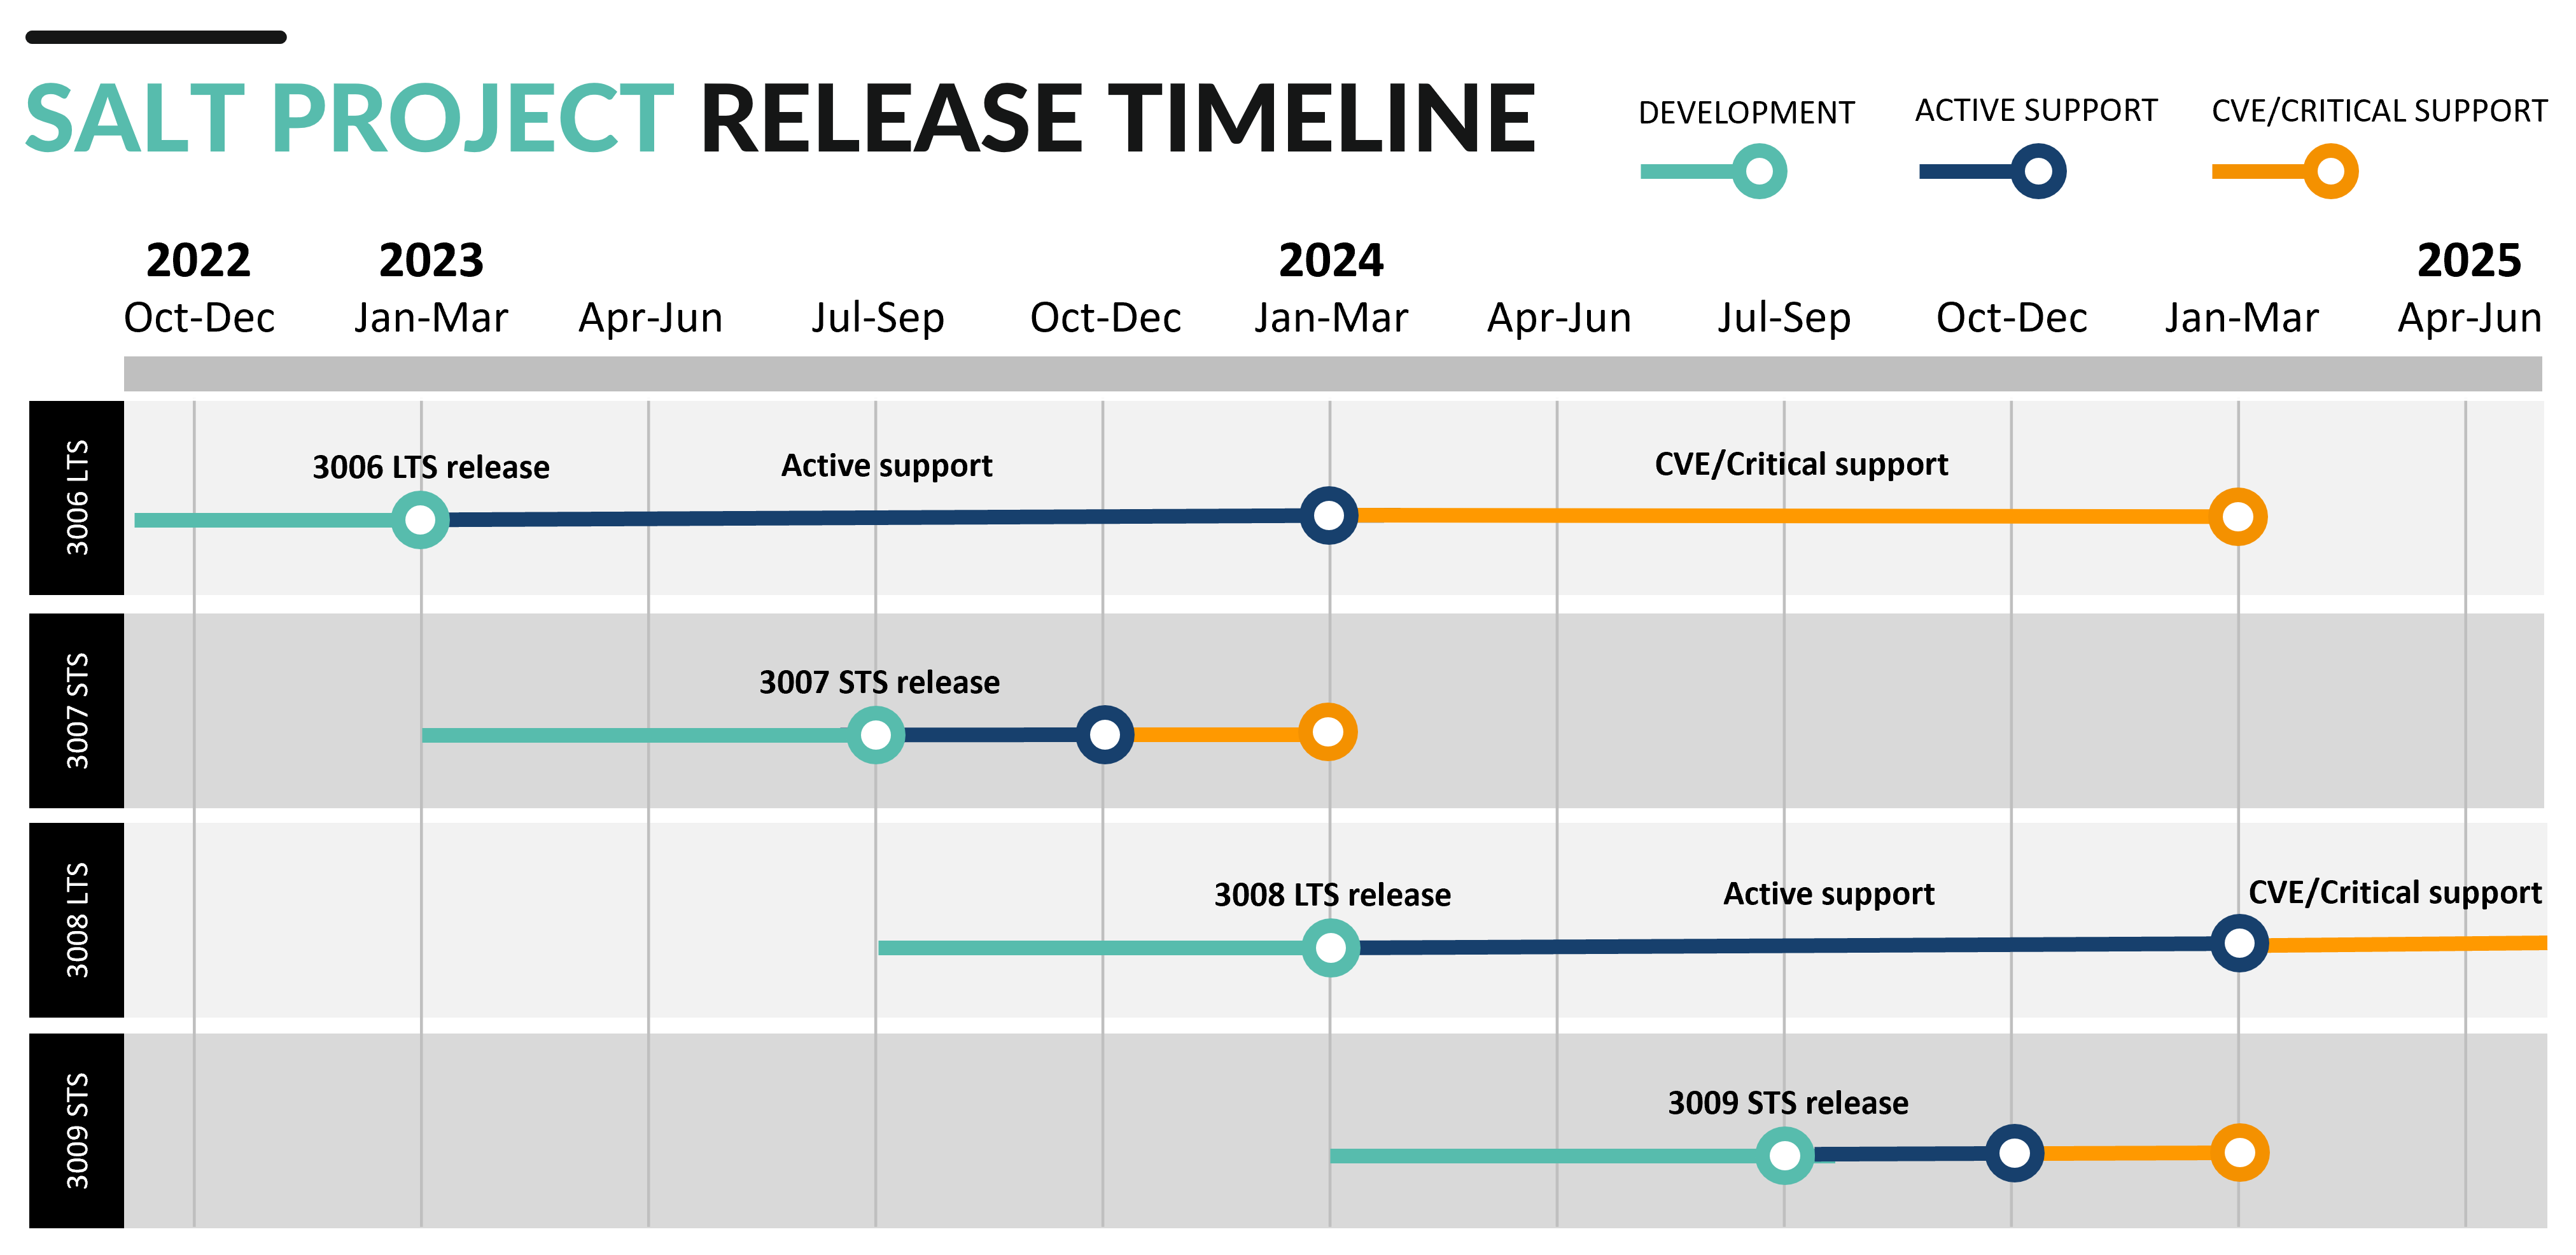 SALT PROJECT RELEASE TIMELINE
DEVELOPMENT
ACTIVE SUPPORT
CVE/CRITICAL SUPPORT
2022
2023
2024
2025
Oct-Dec
Jan-Mar
Apr-Jun
Jul-Sep
Oct-Dec
Jan-Mar
Apr-Jun
Jul-Sep
Oct-Dec
Jan-Mar
Apr-Jun
3006 LTS
3006 LTS release
Active support
CVE/Critical support
3007 STS
3007 STS release
3008 LTS
3008 LTS release
Active support
CVE/Critical support
3009 STS
3009 STS release